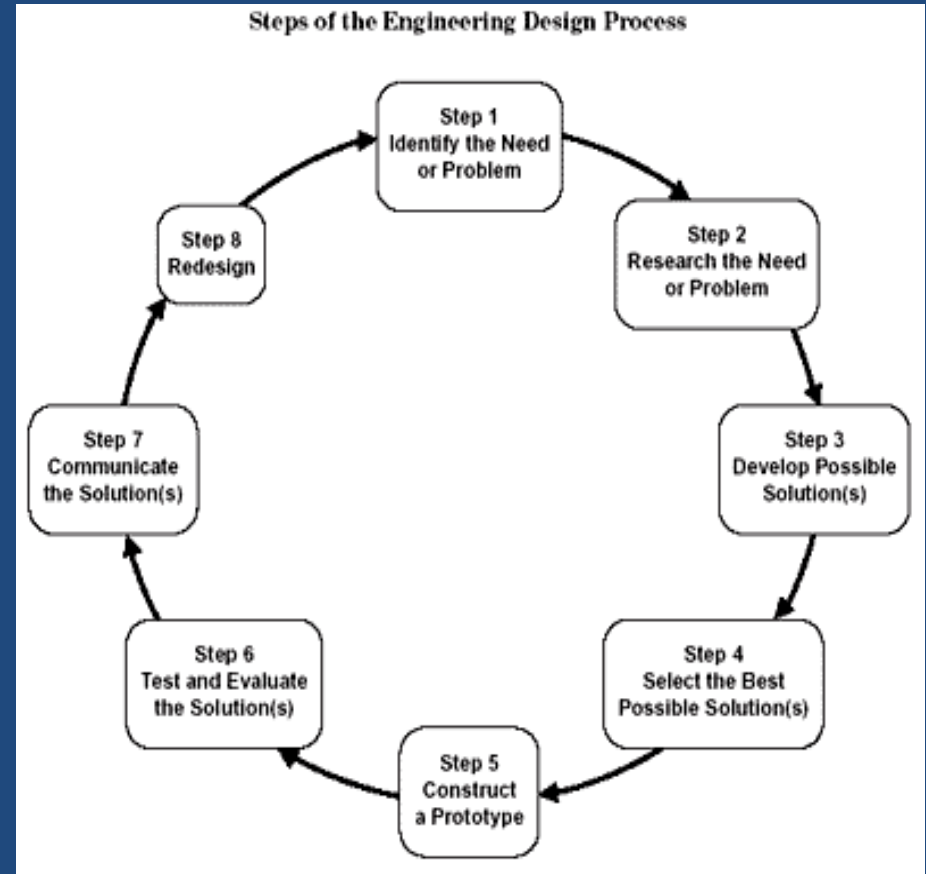 Steps of the Engineering Design Process
Step 1
Identify the Need
or Problem
Step 2
Research the Need
or Problem
Step 3
Develop Possible
Solution(s)
Step 4
Select the Best
Possible Solution(s)
Step 5
Construct
a Prototype
Step 6
Test and Evaluate
the Solution(s)
Step 7
Communicate
the Solution(s)
Step 8
Redesign